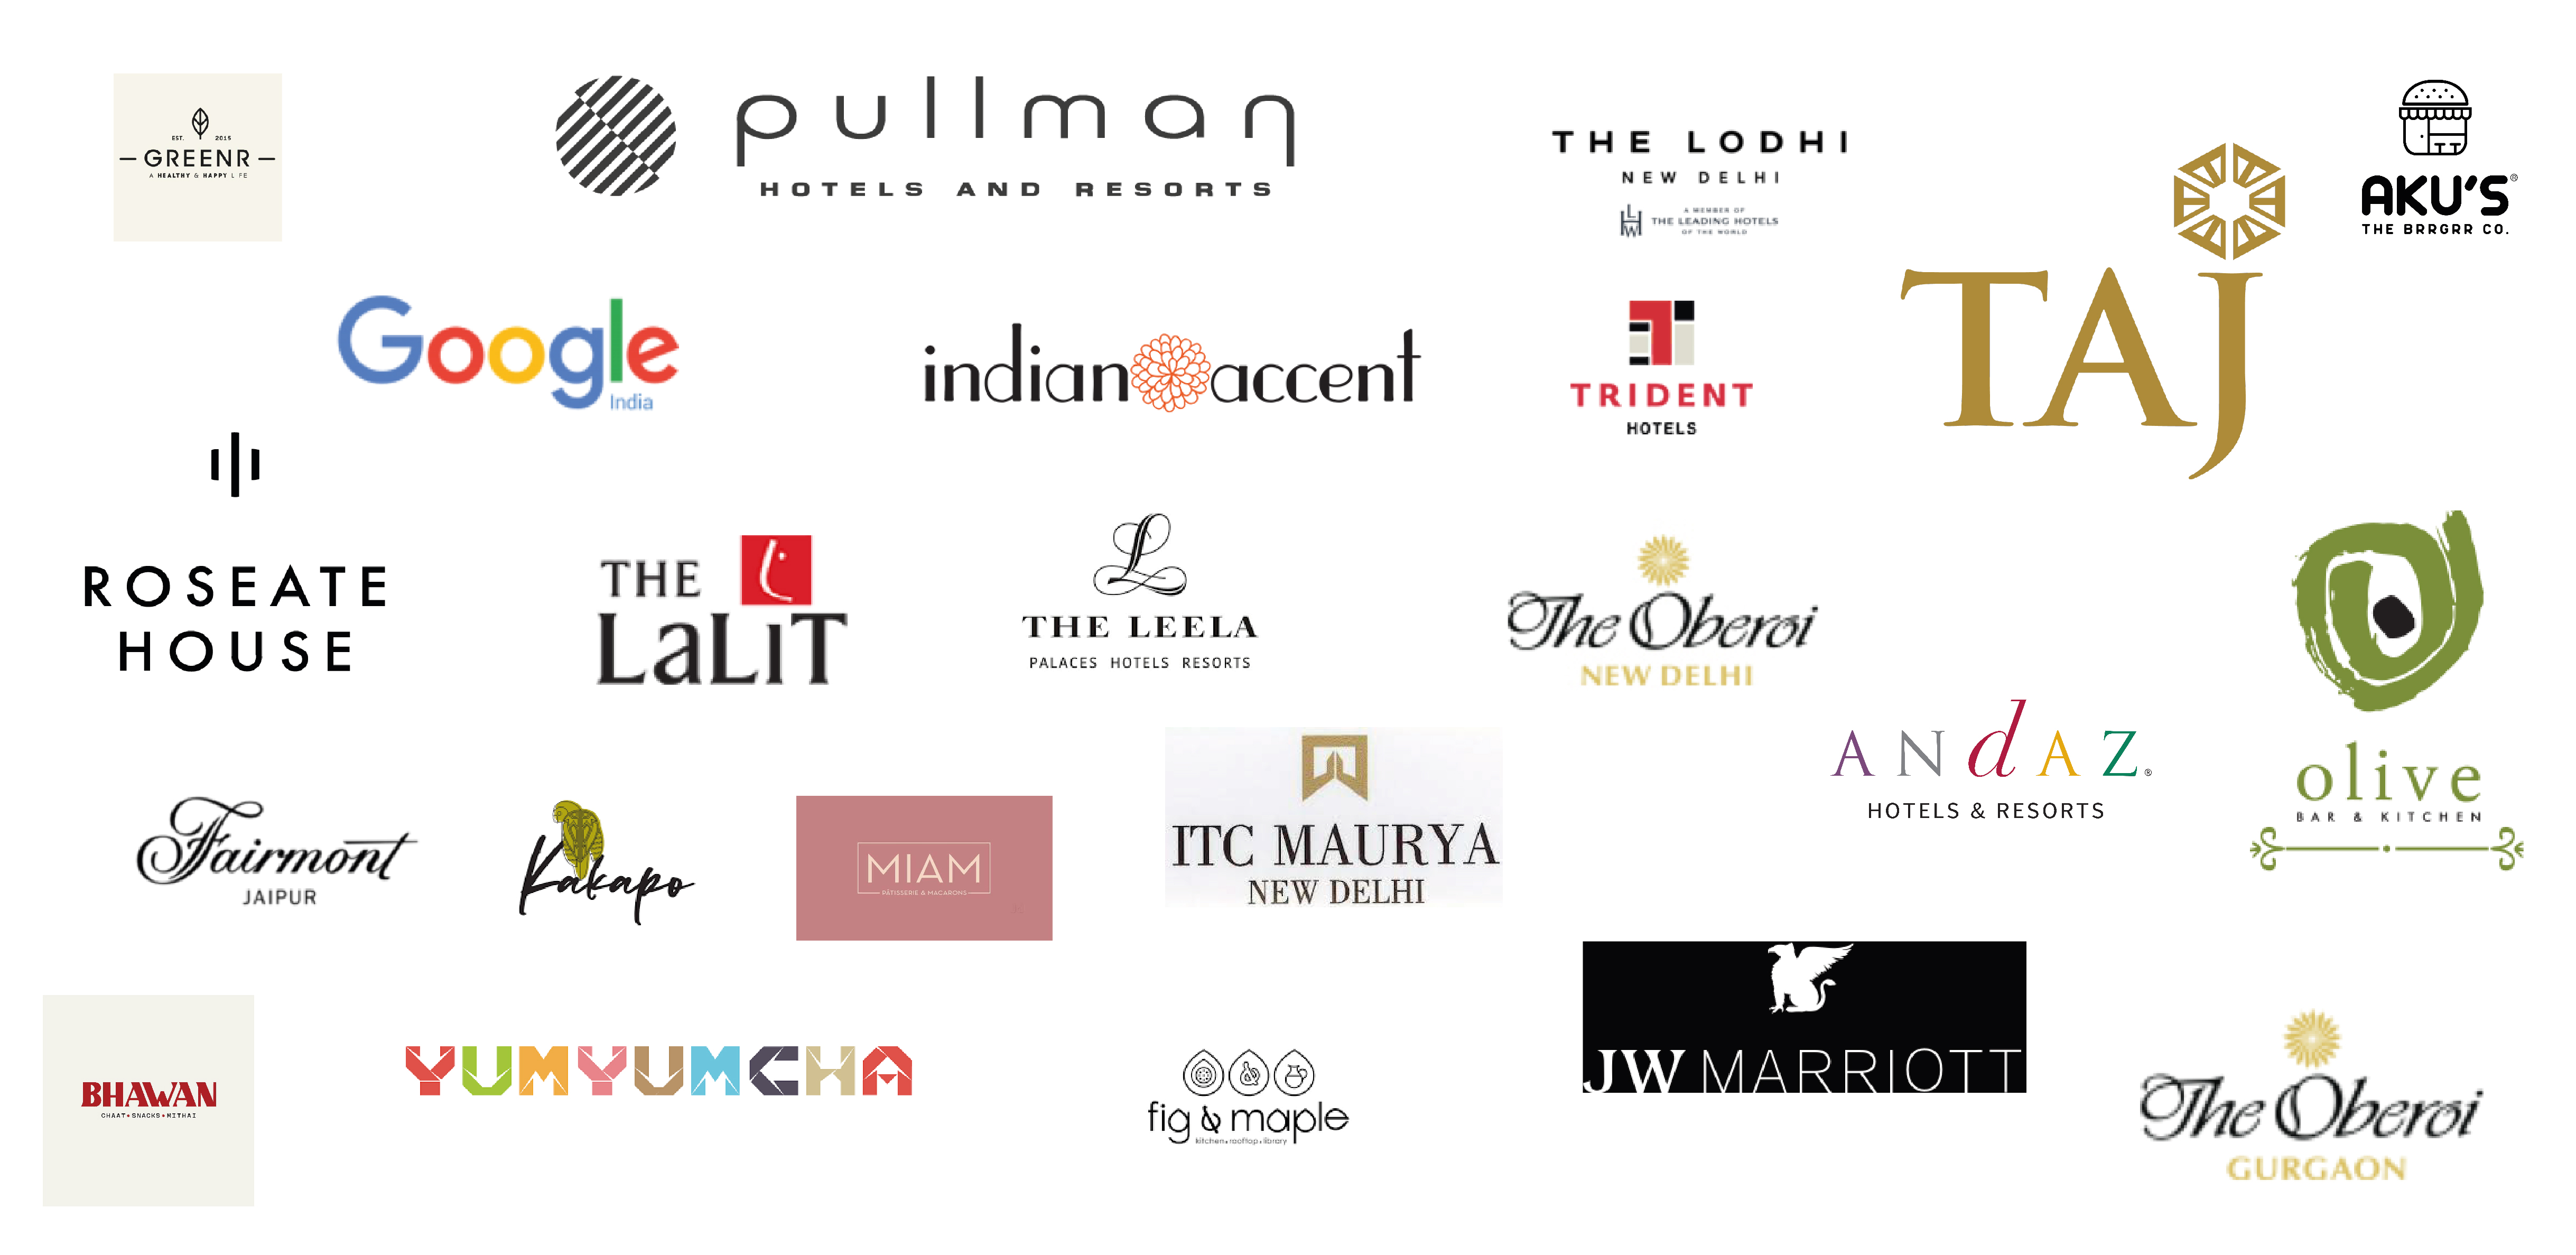 EST. 2015
GREENR
A HEALTHY & HAPPY LIFE
pullman
HOTELS AND RESORTS
THE LODHI
NEW DELHI
LHW
A MEMBER OF
THE LEADING HOTELS
OF THE WORLD
AKU'S®
THE BRRGRR CO.
Google
India
indian accent
TRIDENT
HOTELS
TAJ
ROSEATE
HOUSE
THE
LaLiT
L
THE LEELA
PALACES HOTELS RESORTS
The Oberoi
NEW DELHI
ANdAZ®
HOTELS & RESORTS
olive
BAR & KITCHEN
Fairmont
JAIPUR
Kakapo
MIAM
PÂTISSERIE & MACARONS
ITC MAURYA
NEW DELHI
JW MARRIOTT
BHAWAN
CHAAT • SNACKS • MITHAI
YUMYUMCHA
fig & maple
kitchen • rooftop • library
The Oberoi
GURGAON